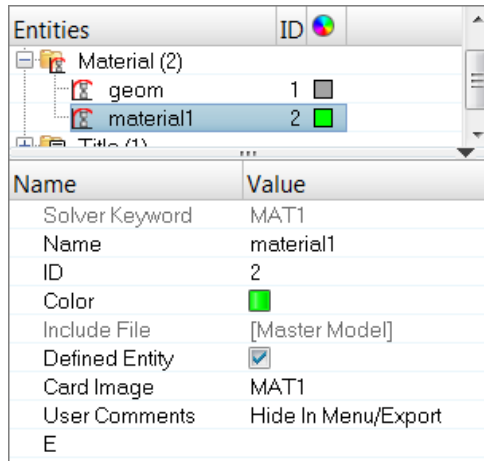 Entities ID
Material (2)
geom 1
material1 2
Title (1)
Name Value
Solver Keyword MAT1
Name material1
ID 2
Color
Include File [Master Model]
Defined Entity
Card Image MAT1
User Comments Hide In Menu/Export
E